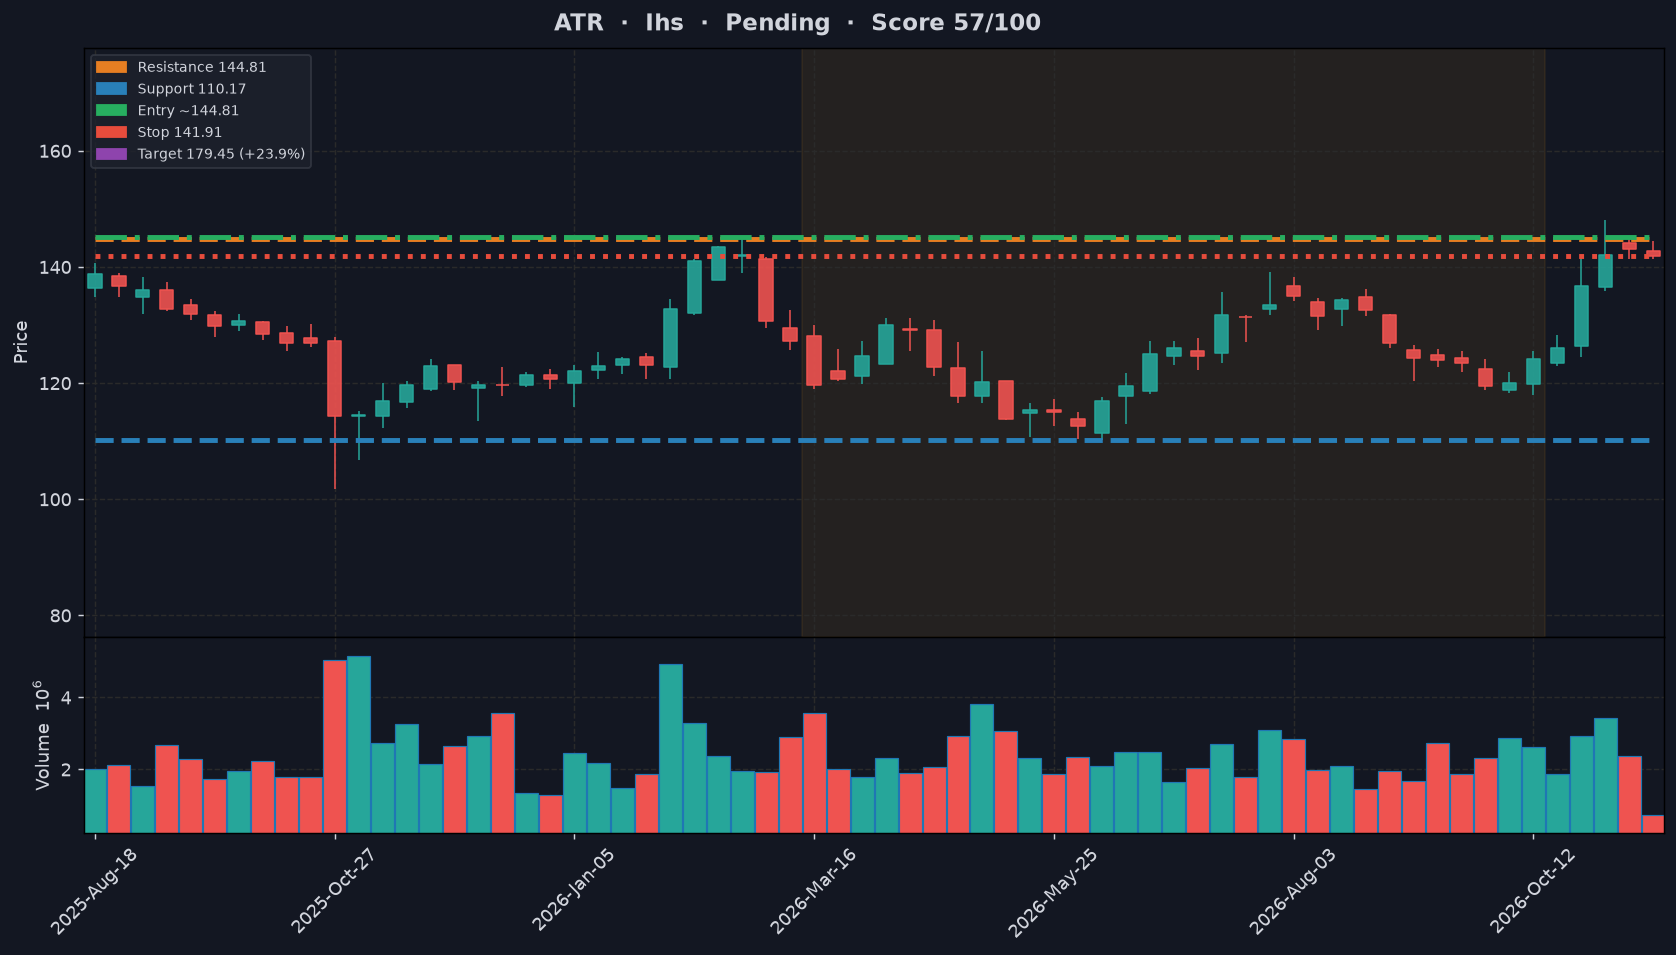 ATR · Ihs · Pending · Score 57/100
Resistance 144.81
Support 110.17
Entry ~144.81
Stop 141.91
Target 179.45 (+23.9%)
Price
160
140
120
100
80
Volume 10⁶
4
2
2025-Aug-18
2025-Oct-27
2026-Jan-05
2026-Mar-16
2026-May-25
2026-Aug-03
2026-Oct-12